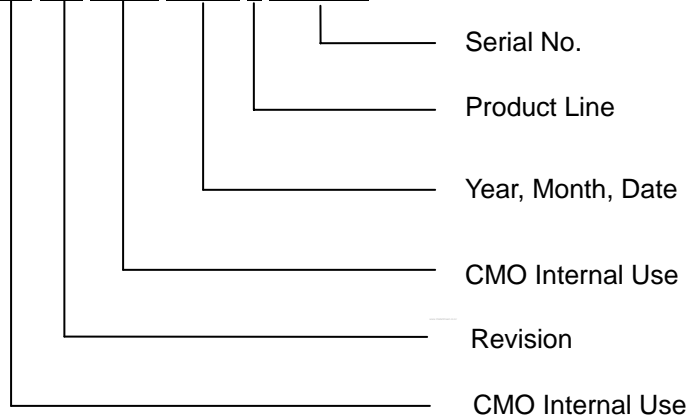 Serial No.
Product Line
Year, Month, Date
CMO Internal Use
Revision
CMO Internal Use